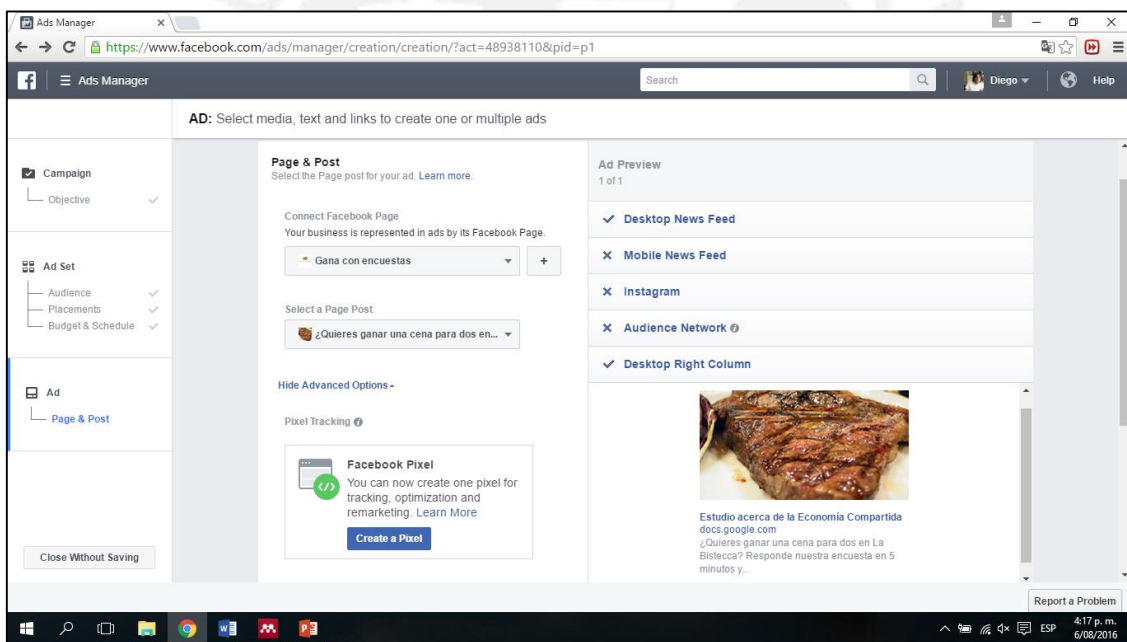 Ads Manager
https://www.facebook.com/ads/manager/creation/creation/?act=48938110&pid=p1
Ads Manager
Search
Diego
Help
AD: Select media, text and links to create one or multiple ads
Campaign
Objective
Ad Set
Audience
Placements
Budget & Schedule
Ad
Page & Post
Close Without Saving
Page & Post
Select the Page post for your ad. Learn more.
Connect Facebook Page
Your business is represented in ads by its Facebook Page.
Gana con encuestas
+
Select a Page Post
¿Quieres ganar una cena para dos en...
Hide Advanced Options
Pixel Tracking
Facebook Pixel
You can now create one pixel for
tracking, optimization and
remarketing. Learn More
Create a Pixel
Ad Preview
1 of 1
Desktop News Feed
Mobile News Feed
Instagram
Audience Network
Desktop Right Column
Estudio acerca de la Economía Compartida
docs.google.com
¿Quieres ganar una cena para dos en La
Bistecca? Responde nuestra encuesta en 5
minutos y...
Report a Problem
ESP
4:17 p. m.
6/08/2016